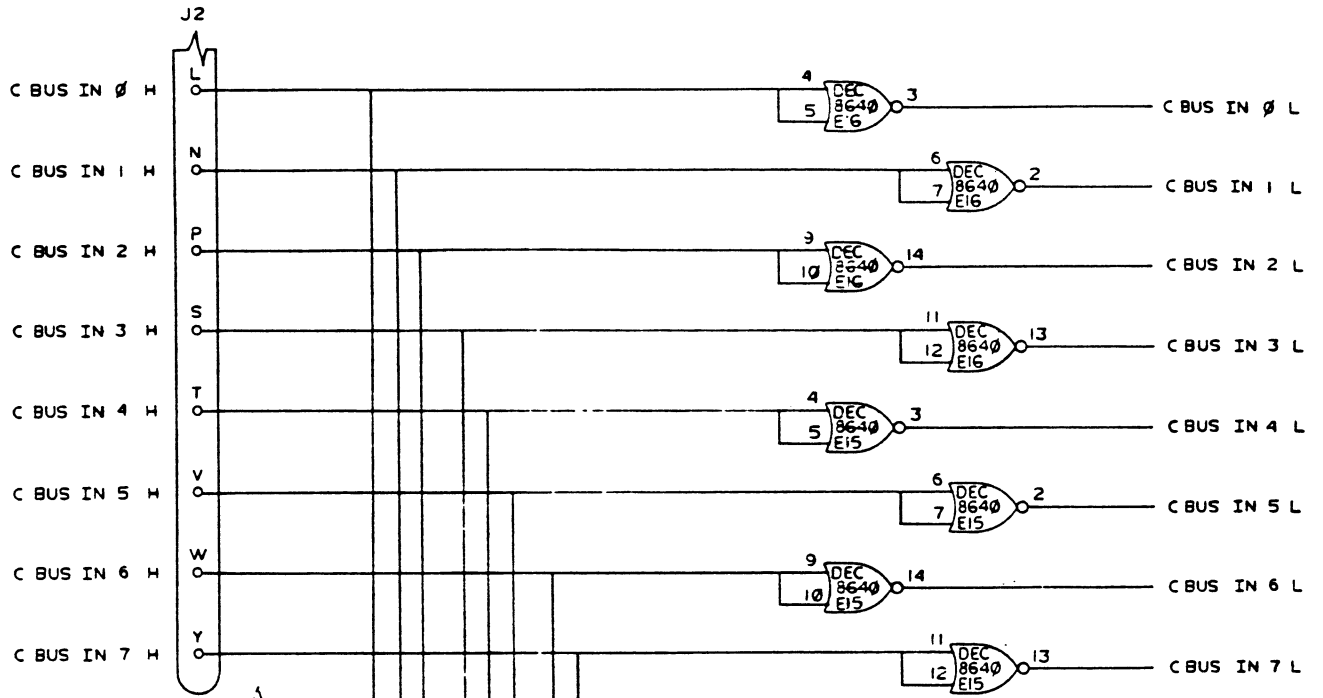 J2
L
C BUS IN Ø H
4
5
DEC
8640
E16
3
C BUS IN Ø L
N
C BUS IN 1 H
6
7
DEC
8640
E16
2
C BUS IN 1 L
P
C BUS IN 2 H
9
10
DEC
8640
E16
14
C BUS IN 2 L
S
C BUS IN 3 H
11
12
DEC
8640
E16
13
C BUS IN 3 L
T
C BUS IN 4 H
4
5
DEC
8640
E15
3
C BUS IN 4 L
V
C BUS IN 5 H
6
7
DEC
8640
E15
2
C BUS IN 5 L
W
C BUS IN 6 H
9
10
DEC
8640
E15
14
C BUS IN 6 L
Y
C BUS IN 7 H
11
12
DEC
8640
E15
13
C BUS IN 7 L